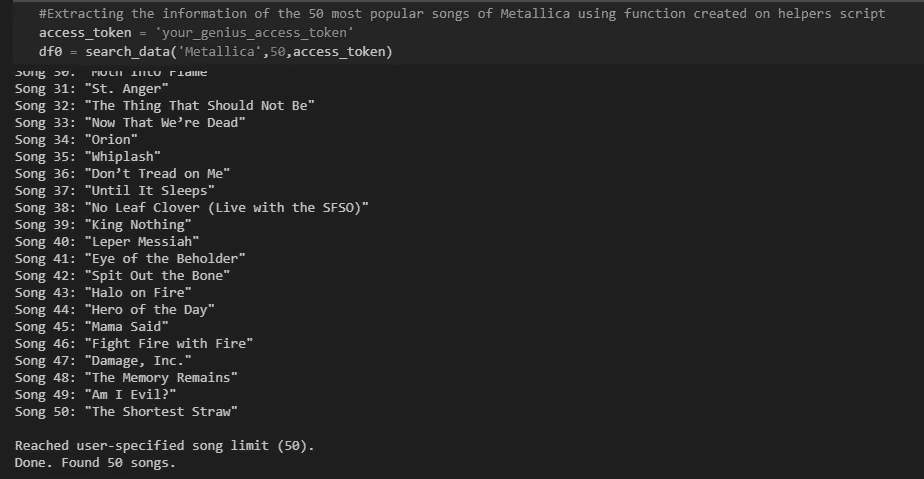 #Extracting the information of the 50 most popular songs of Metallica using function created on helpers script
access_token = 'your_genius_access_token'
df0 = search_data('Metallica',50,access_token)
Song 30: "Moth Into Flame"
Song 31: "St. Anger"
Song 32: "The Thing That Should Not Be"
Song 33: "Now That We’re Dead"
Song 34: "Orion"
Song 35: "Whiplash"
Song 36: "Don’t Tread on Me"
Song 37: "Until It Sleeps"
Song 38: "No Leaf Clover (Live with the SFSO)"
Song 39: "King Nothing"
Song 40: "Leper Messiah"
Song 41: "Eye of the Beholder"
Song 42: "Spit Out the Bone"
Song 43: "Halo on Fire"
Song 44: "Hero of the Day"
Song 45: "Mama Said"
Song 46: "Fight Fire with Fire"
Song 47: "Damage, Inc."
Song 48: "The Memory Remains"
Song 49: "Am I Evil?"
Song 50: "The Shortest Straw"
Reached user-specified song limit (50).
Done. Found 50 songs.